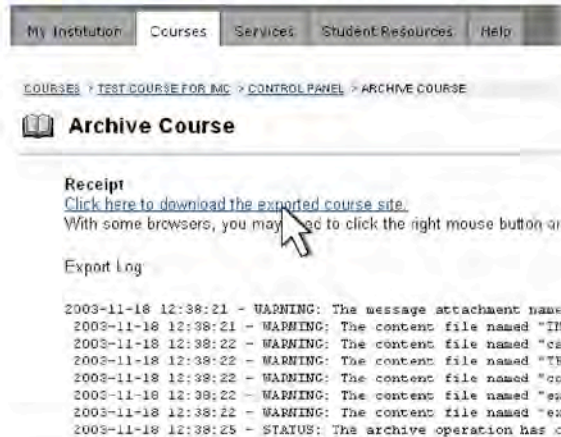 My Institution Courses Services Student Resources Help
COURSES > TEST COURSE FOR IMC > CONTROL PANEL > ARCHIVE COURSE
Archive Course
Receipt
Click here to download the exported course site.
With some browsers, you may to click the right mouse button
Export Log
2003-11-18 12:38:21 - WARNING: The message attachment name
2003-11-18 12:38:21 - WARNING: The content file named "IM
2003-11-18 12:38:22 - WARNING: The content file named "ca
2003-11-18 12:38:22 - WARNING: The content file named "TE
2003-11-18 12:38:22 - WARNING: The content file named "co
2003-11-18 12:38:22 - WARNING: The content file named
2003-11-18 12:38:22 - WARNING: The content file named "ex
2003-11-18 12:38:25 - STATUS: The archive operation has